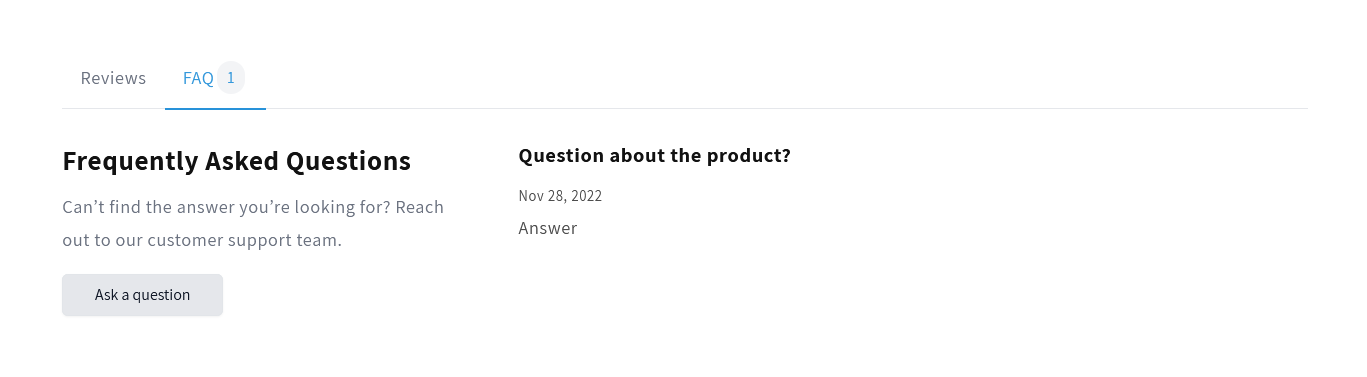 Reviews FAQ 1
Frequently Asked Questions
Can’t find the answer you’re looking for? Reach
out to our customer support team.
Ask a question
Question about the product?
Nov 28, 2022
Answer